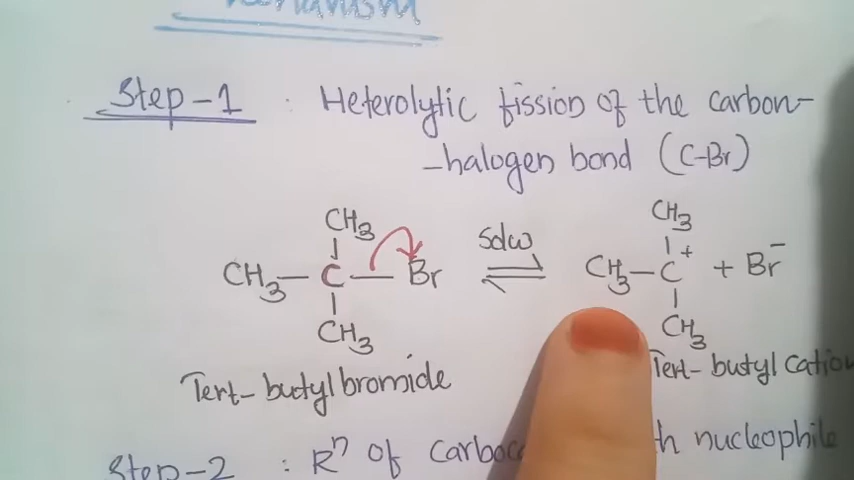 Step-1 : Heterolytic fission of the carbon-
-halogen bond (C-Br)
CH3 CH3
CH3 - C - Br slow CH3 - C+ + Br-
CH3 CH3
Tert-butyl bromide Tert-butyl cation
Step-2 : Rn of nucleophile